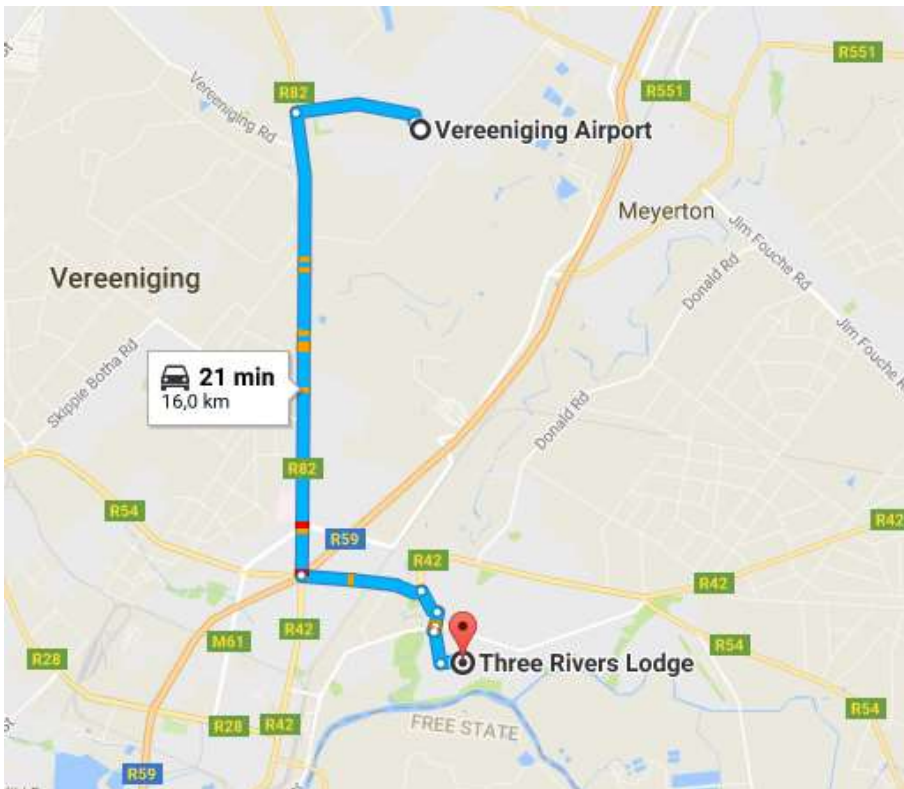 R551
R551
R82
Vereeniging Rd
Vereeniging Airport
Meyerton
Jim Fouche Rd
Donald Rd
Vereeniging
Jim Fouche R
Skippie Botha Rd
21 min
16,0 km
Donald Rd
R82
R54
R59
R42
R42
R42
R42
M61
R28
Three Rivers Lodge
R54
R54
R28
R42
FREE STATE
R59